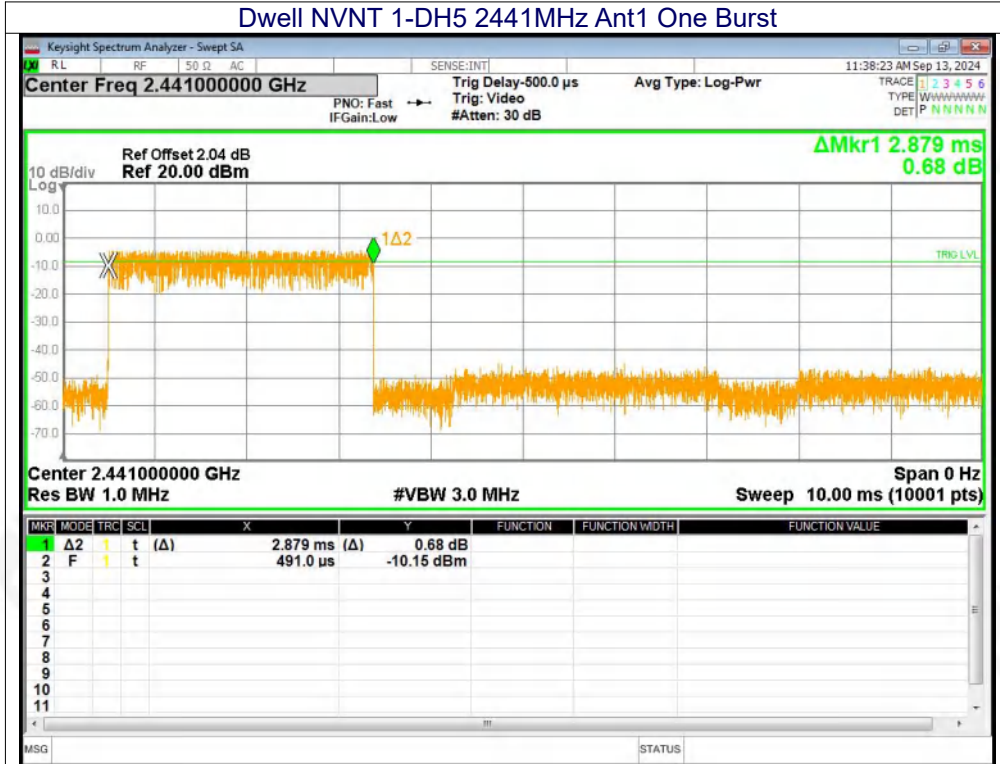 Dwell NVNT 1-DH5 2441MHz Ant1 One Burst
Keysight Spectrum Analyzer - Swept SA
RL RF 50 Ω AC SENSE:INT 11:38:23 AM Sep 13, 2024
Center Freq 2.441000000 GHz Trig Delay-500.0 µs Avg Type: Log-Pwr TRACE 1 2 3 4 5 6
PNO: Fast Trig: Video TYPE W
IFGain:Low #Atten: 30 dB DET P N N N N N
ΔMkr1 2.879 ms
0.68 dB
Ref Offset 2.04 dB
10 dB/div Ref 20.00 dBm
Log
10.0
0.00
1Δ2
TRIG LVL
-10.0
-20.0
-30.0
-40.0
-50.0
-60.0
-70.0
Center 2.441000000 GHz Span 0 Hz
Res BW 1.0 MHz #VBW 3.0 MHz Sweep 10.00 ms (10001 pts)
MKR MODE TRC SCL X Y FUNCTION FUNCTION WIDTH FUNCTION VALUE
1 Δ2 1 t (Δ) 2.879 ms (Δ) 0.68 dB
2 F 1 t 491.0 µs -10.15 dBm
3
4
5
6
7
8
9
10
11
MSG STATUS